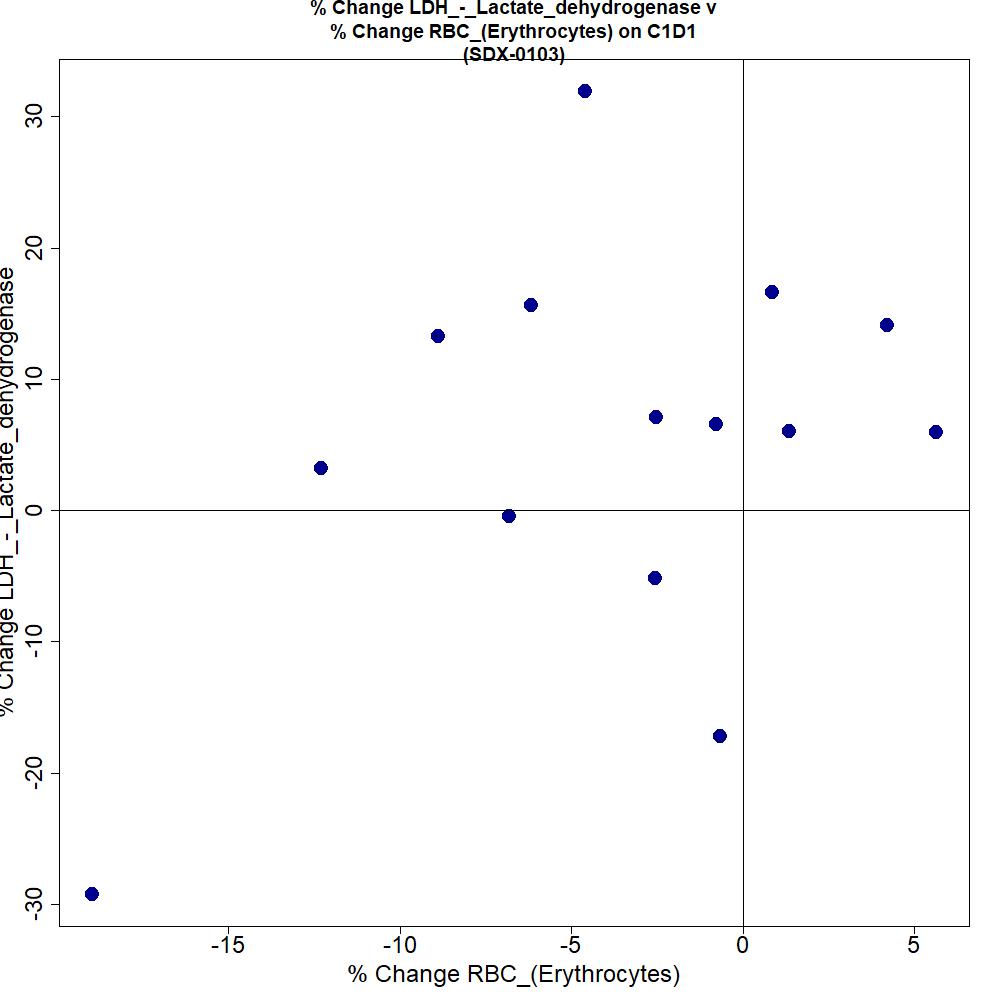 % Change LDH_-_Lactate_dehydrogenase v
% Change RBC_(Erythrocytes) on C1D1
(SDX-0103)
% Change LDH_-_Lactate_dehydrogenase
30
20
10
0
-10
-20
-30
-15
-10
-5
0
5
% Change RBC_(Erythrocytes)